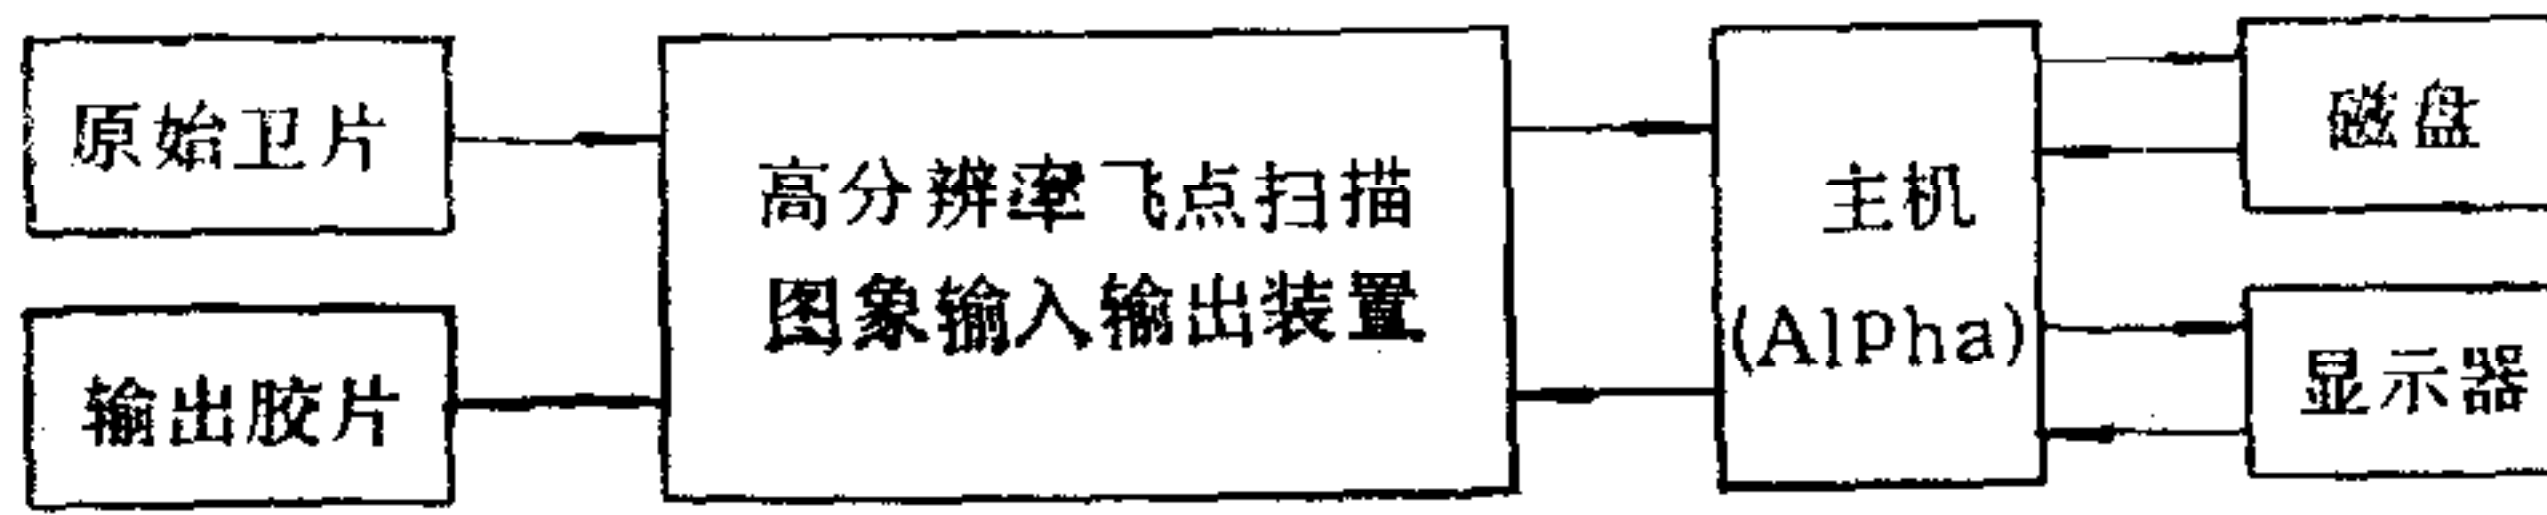 原始卫片
输出胶片
高分辨率飞点扫描
图象输入输出装置
主机
(Alpha)
磁盘
显示器